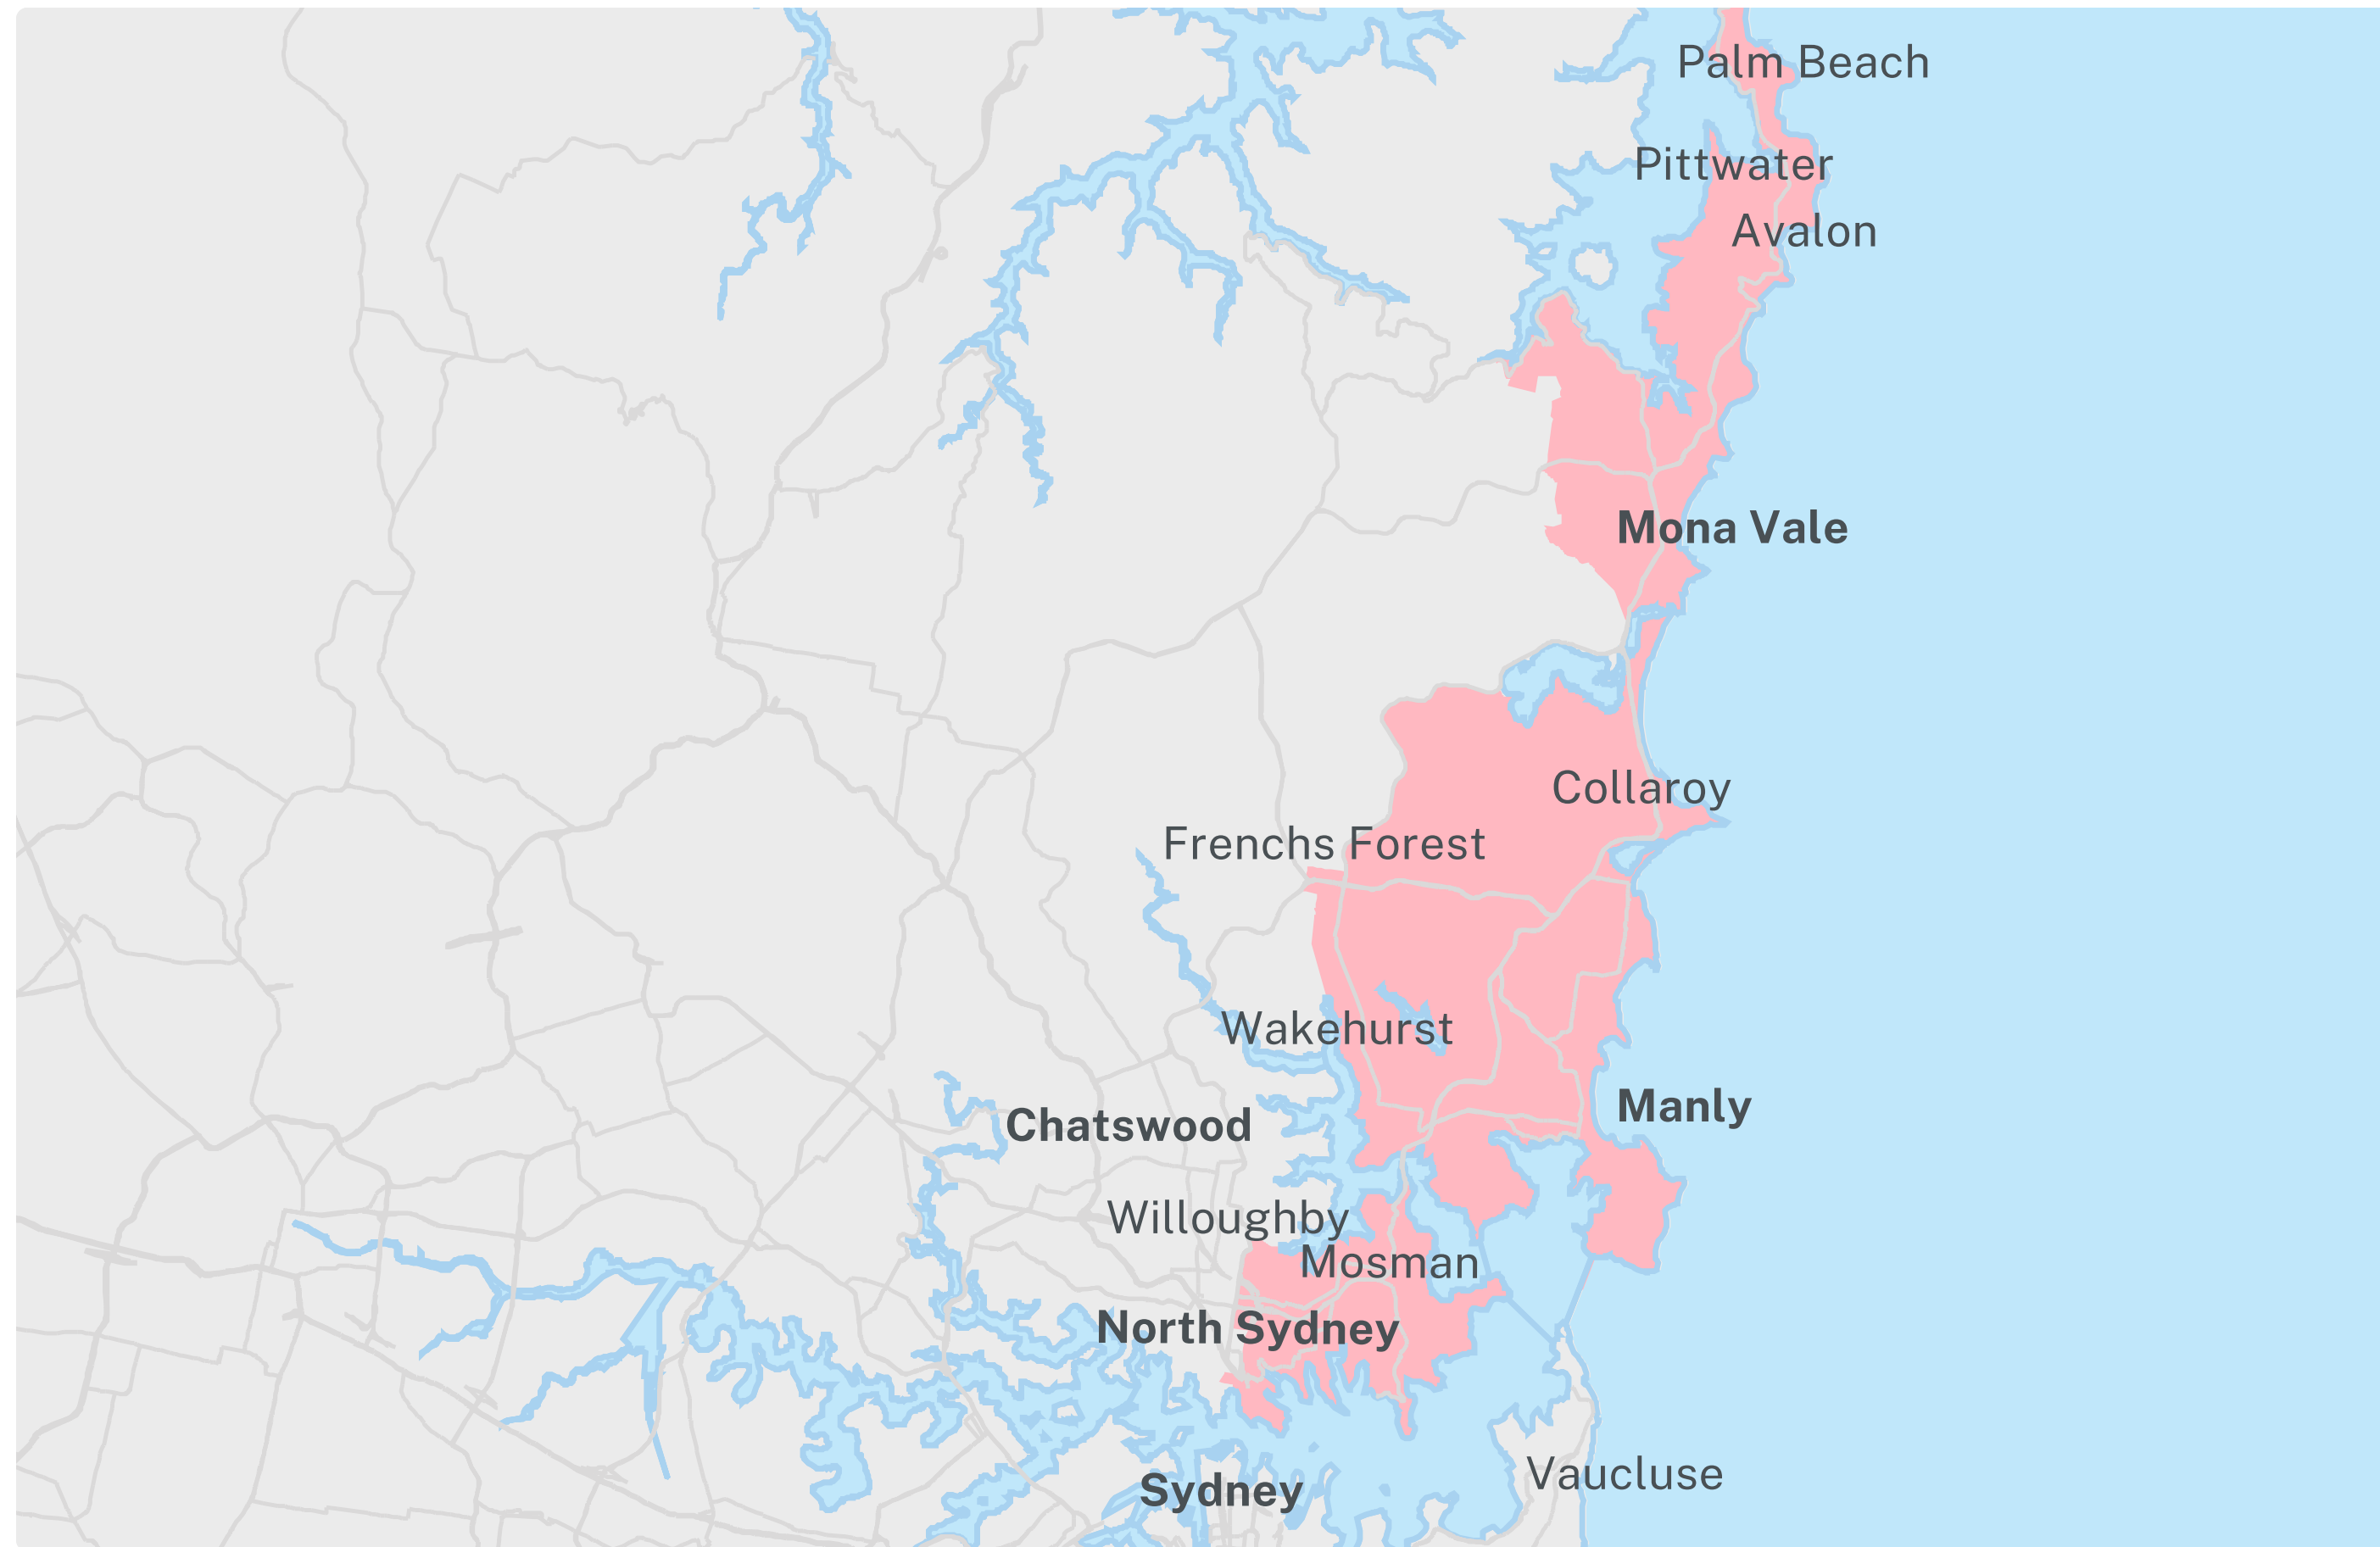 Palm Beach
Pittwater
Avalon
Mona Vale
Collaroy
Frenchs Forest
Wakehurst
Manly
Chatswood
Willoughby
Mosman
North Sydney
Vaucluse
Sydney